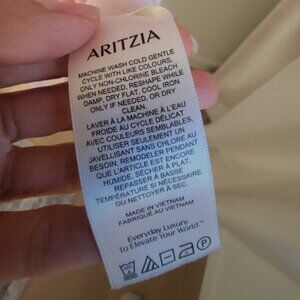 ARITZIA
MACHINE WASH COLD GENTLE
CYCLE WITH LIKE COLOURS.
ONLY NON-CHLORINE BLEACH
WHEN NEEDED. RESHAPE WHILE
DAMP. DRY FLAT. COOL IRON
ONLY IF NEEDED, OR DRY
CLEAN.
LAVER À LA MACHINE À L'EAU
FROIDE AU CYCLE DÉLICAT
AVEC COULEURS SEMBLABLES.
UTILISER SEULEMENT UN
JAVELLISANT SANS CHLORE AU
BESOIN. REMODELER PENDANT
QUE L'ARTICLE EST ENCORE
HUMIDE. SÉCHER À PLAT.
REPASSER À BASSE
TEMPÉRATURE SI NÉCESSAIRE,
OU NETTOYER À SEC.
MADE IN VIETNAM
FABRIQUÉ AU VIETNAM
Everyday Luxury.
To Elevate Your World.™
P